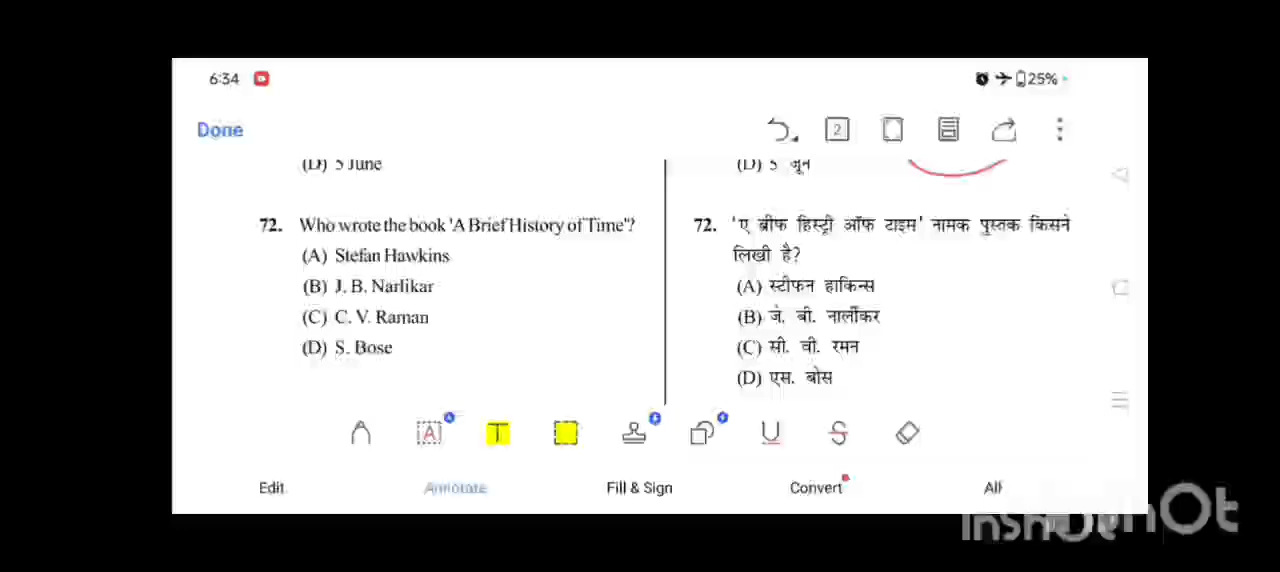 6:34
25%
Done
2
(D) 5 June
(D) 5 जून
72. Who wrote the book 'A Brief History of Time'?
(A) Stefan Hawkins
(B) J. B. Narlikar
(C) C. V. Raman
(D) S. Bose
72. 'ए ब्रीफ हिस्ट्री ऑफ टाइम' नामक पुस्तक किसने
लिखी है?
(A) स्टीफन हाकिन्स
(B) जे. बी. नार्लीकर
(C) सी. वी. रमन
(D) एस. बोस
A
T
U
S
Edit
Annotate
Fill & Sign
Convert
All
inshot